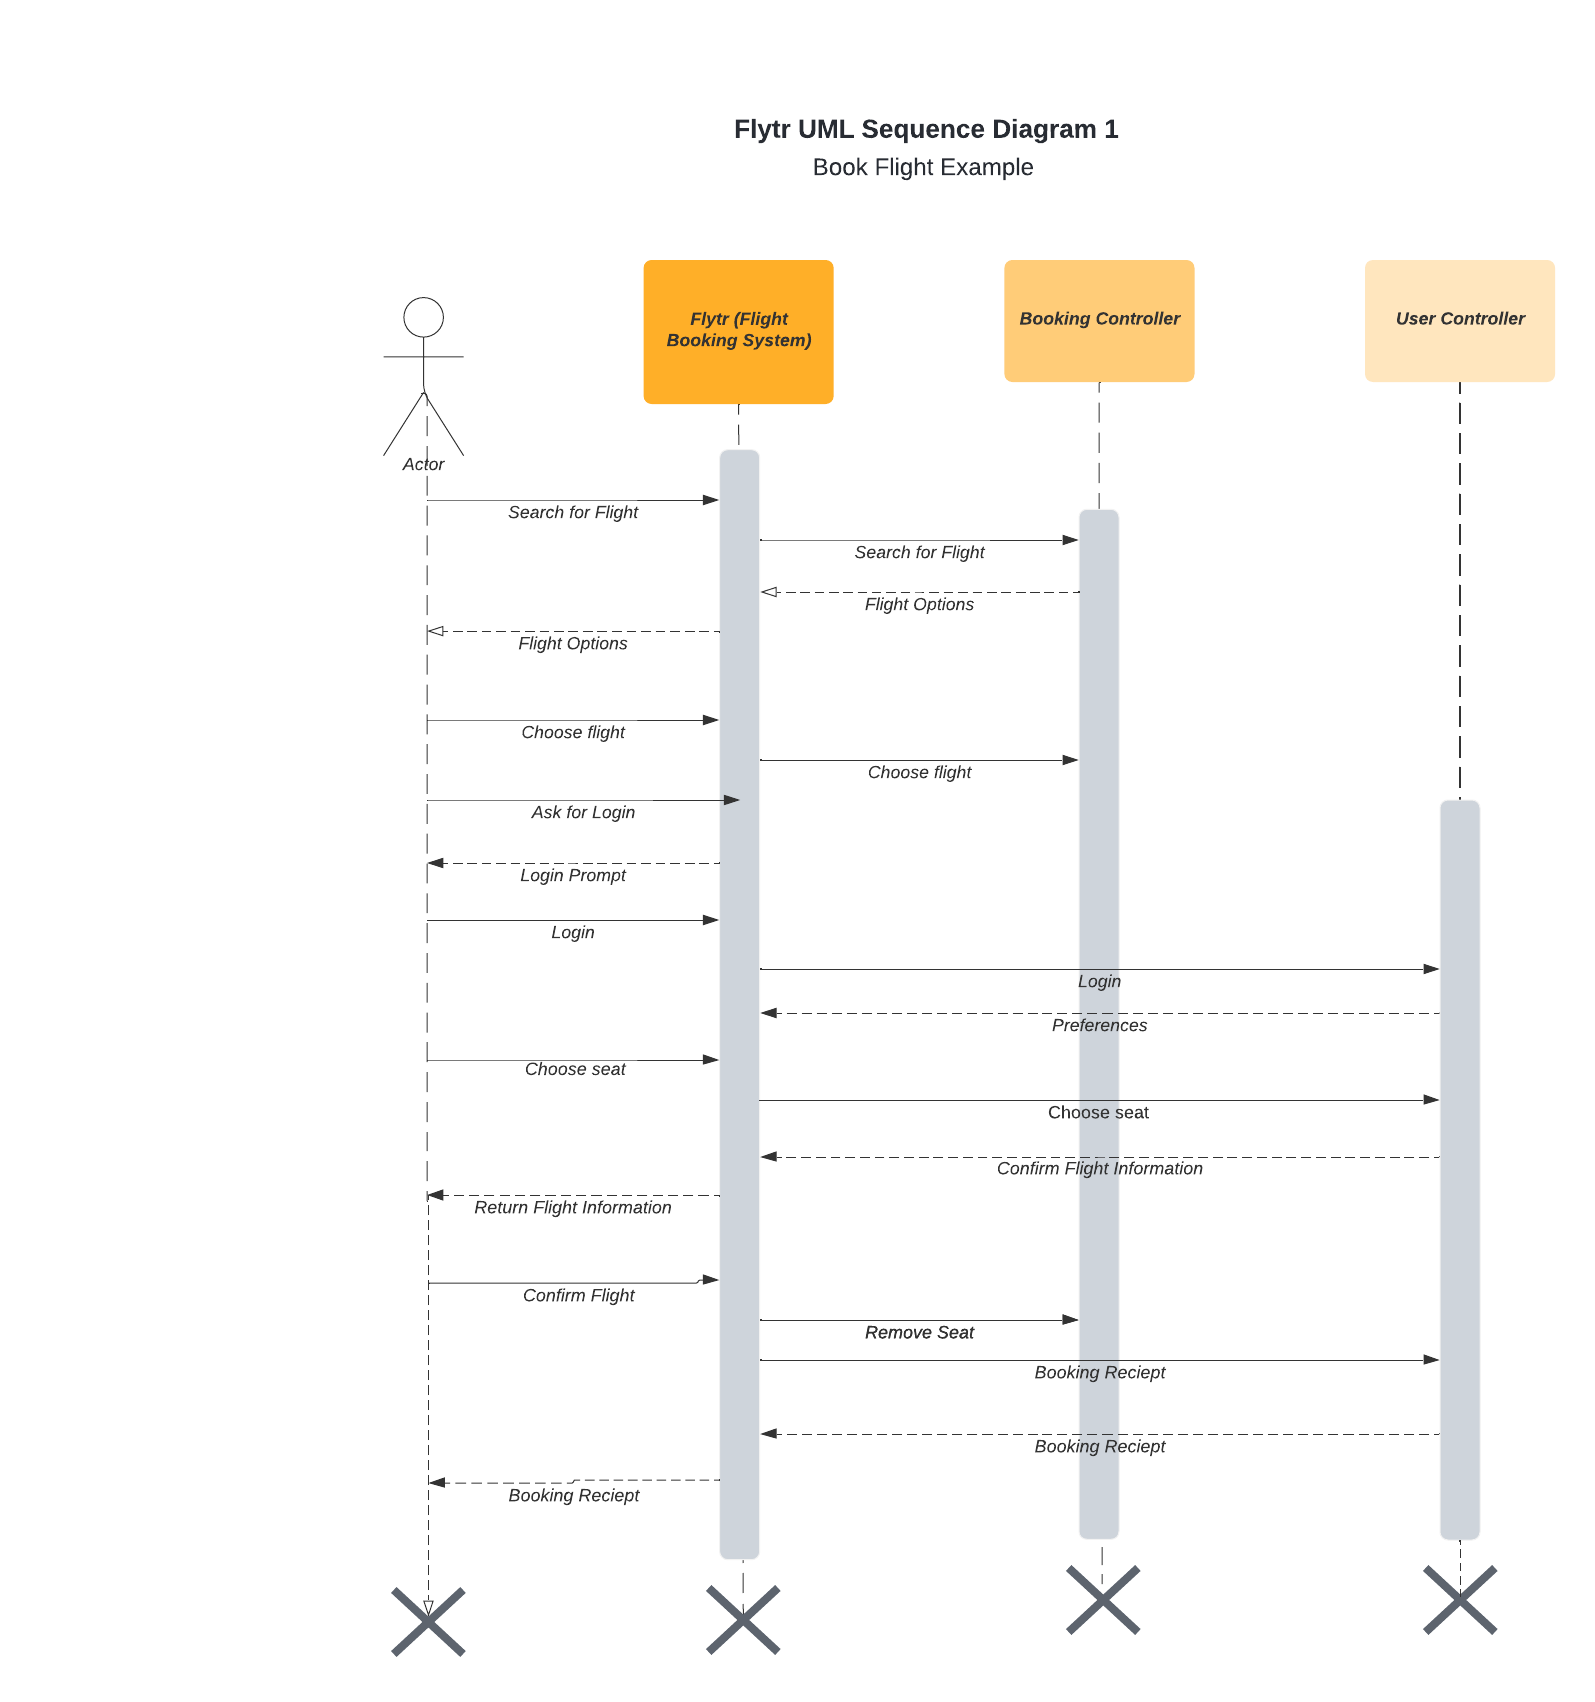 Flytr UML Sequence Diagram 1
Book Flight Example
Flytr (Flight
Booking System)
Booking Controller
User Controller
Actor
Search for Flight
Search for Flight
Flight Options
Flight Options
Choose flight
Choose flight
Ask for Login
Login Prompt
Login
Login
Preferences
Choose seat
Choose seat
Confirm Flight Information
Return Flight Information
Confirm Flight
Remove Seat
Booking Reciept
Booking Reciept
Booking Reciept